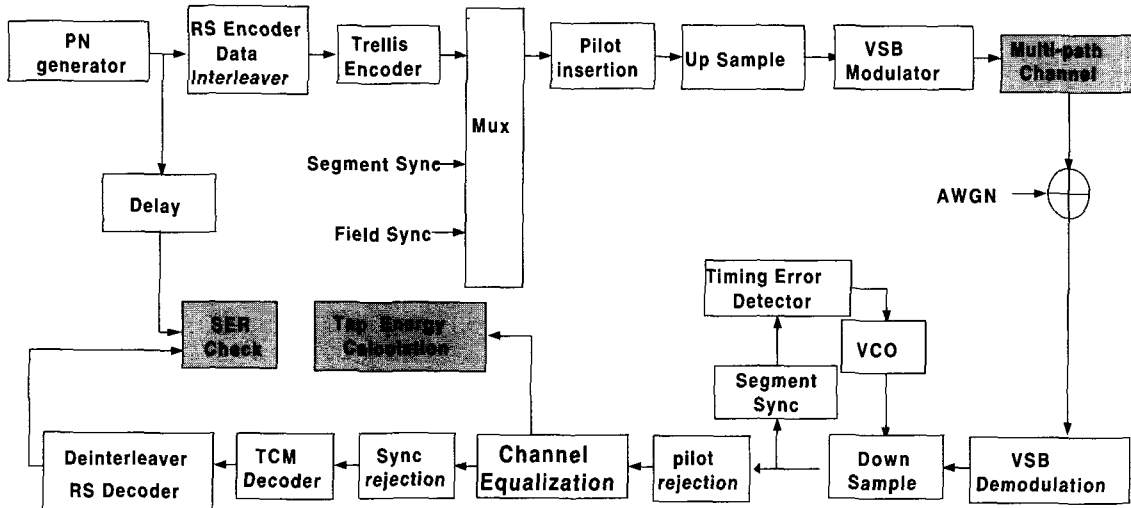 PN
generator
RS Encoder
Data
Interleaver
Trellis
Encoder
Mux
Pilot
insertion
Up Sample
VSB
Modulator
Multi-path
Channel
Segment Sync
Field Sync
Delay
AWGN
Timing Error
Detector
VCO
Segment
Sync
SER
Check
Tap Energy
Calculation
Deinterleaver
RS Decoder
TCM
Decoder
Sync
rejection
Channel
Equalization
pilot
rejection
Down
Sample
VSB
Demodulation